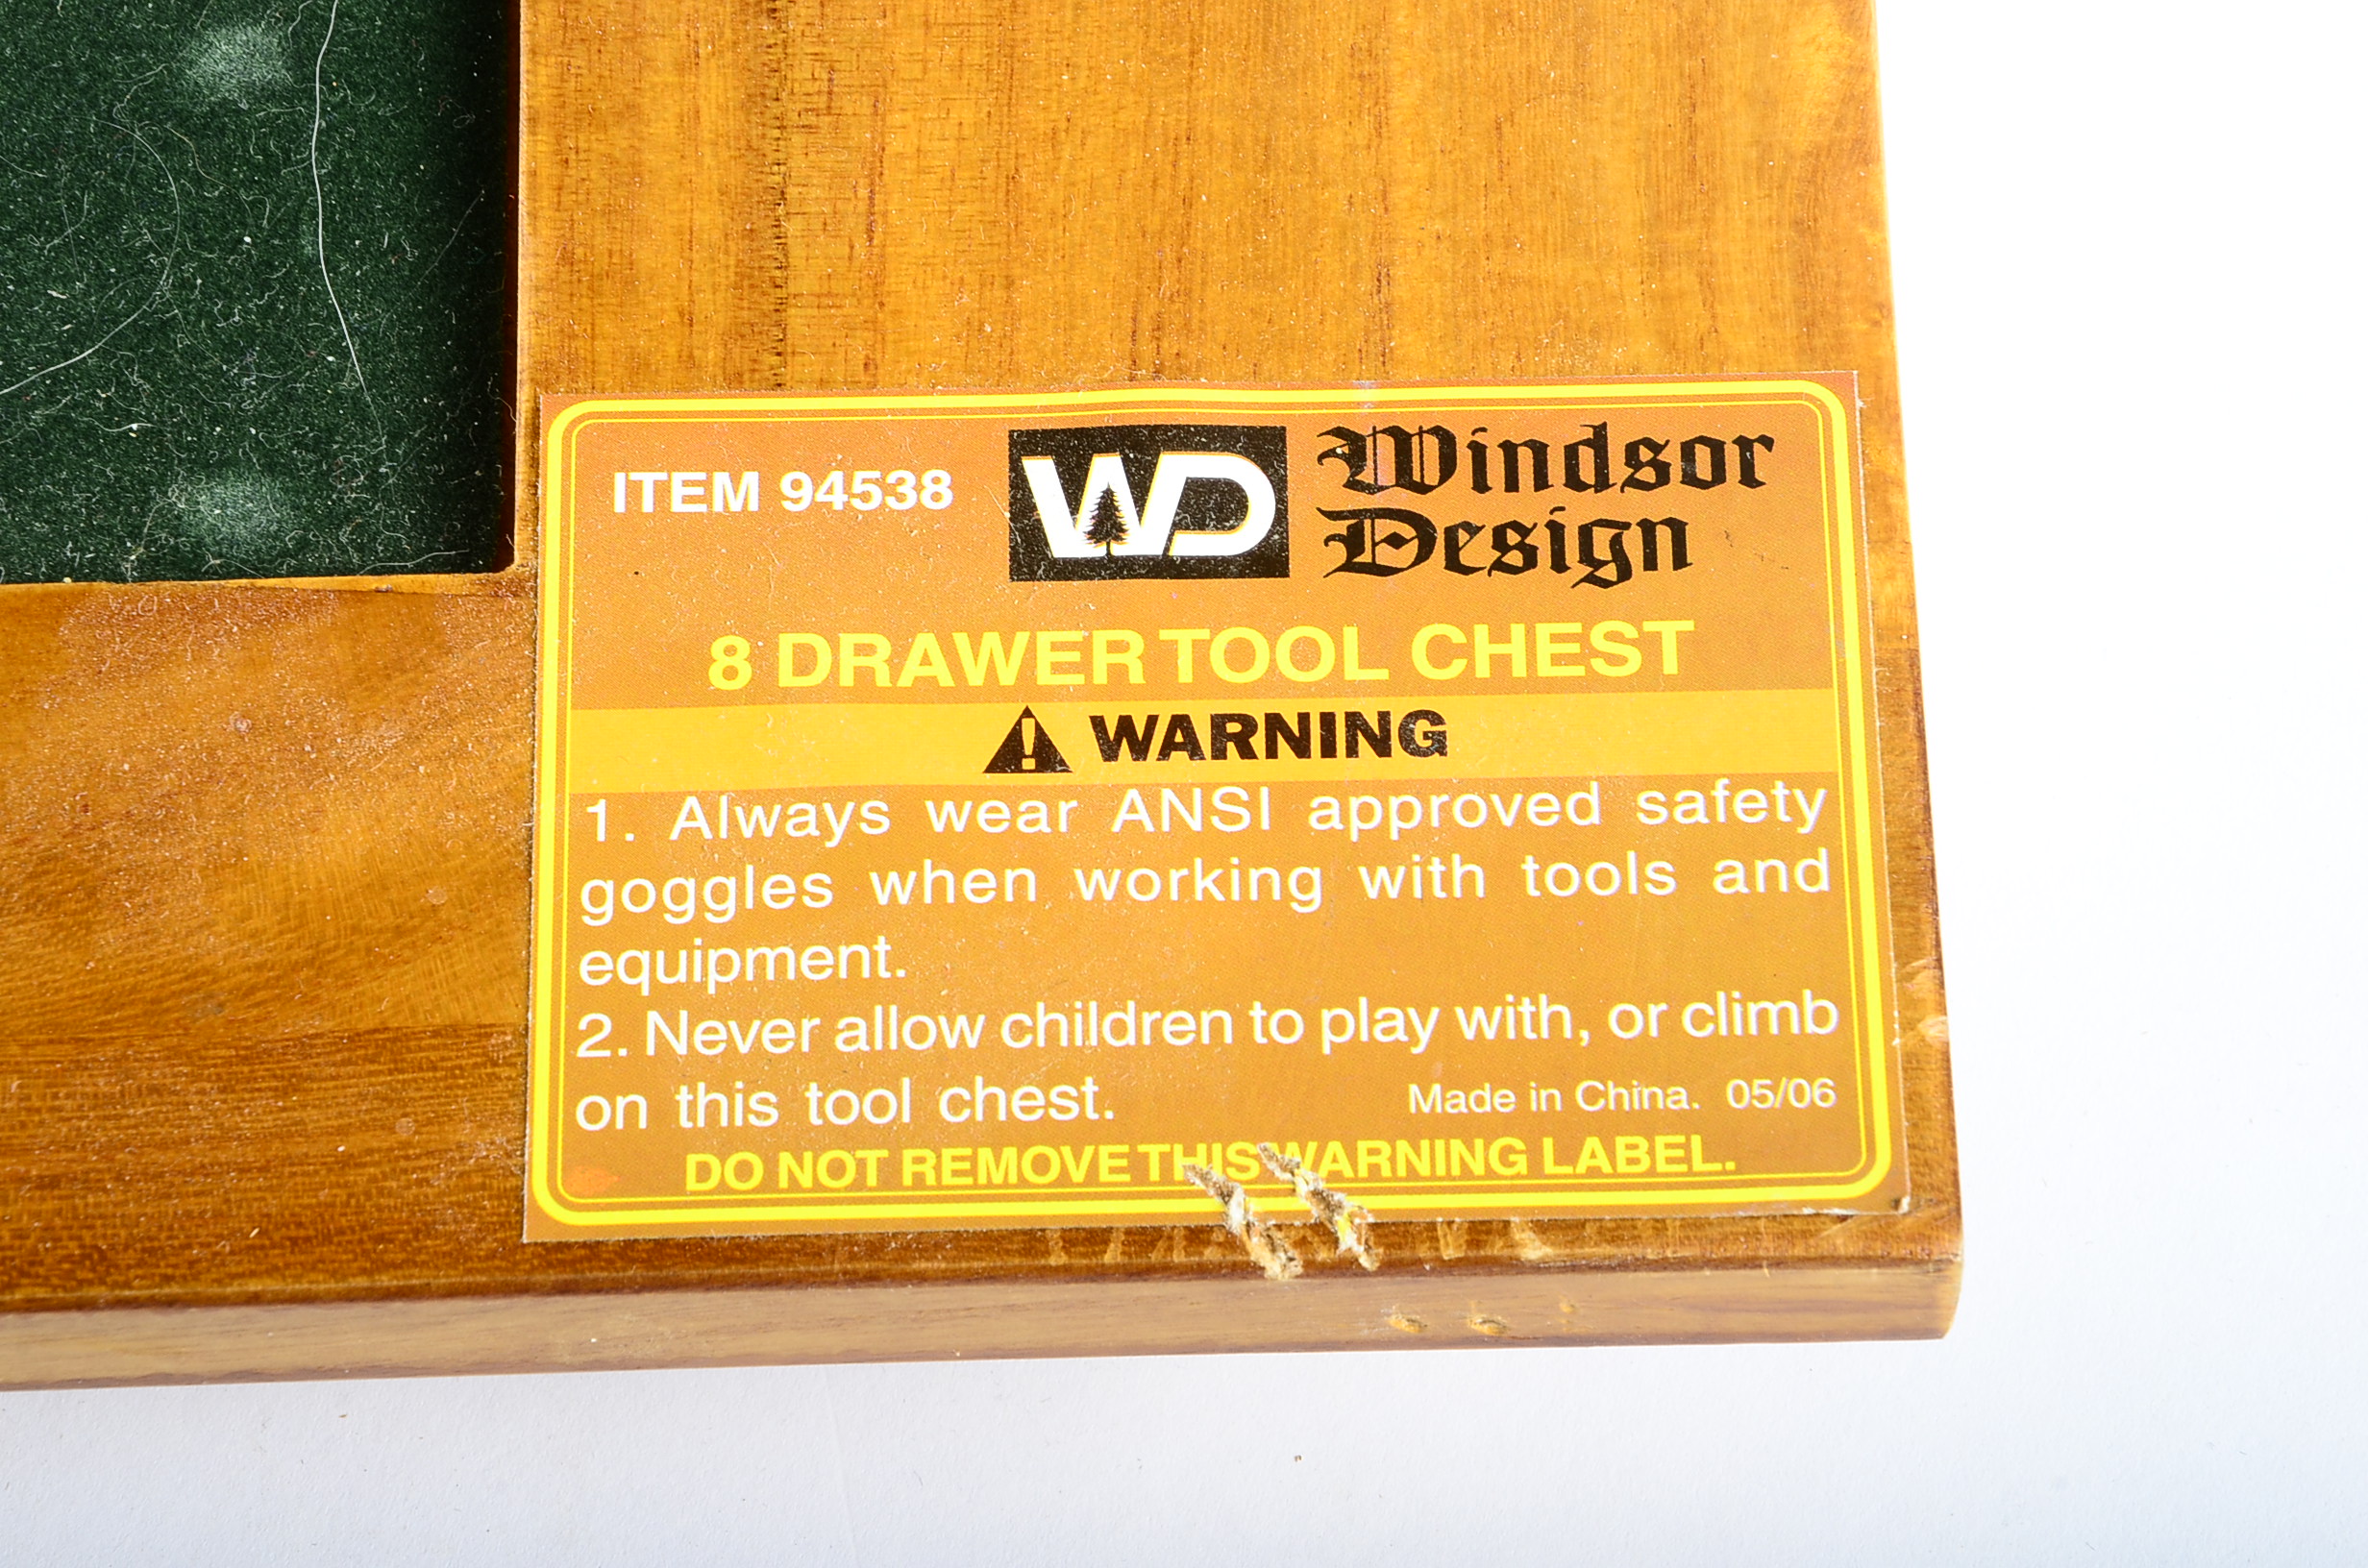 ITEM 94538
WD
Windsor
Design
8 DRAWER TOOL CHEST
WARNING
1. Always wear ANSI approved safety
goggles when working with tools and
equipment.
2. Never allow children to play with, or climb
on this tool chest.
Made in China. 05/06
DO NOT REMOVE THIS WARNING LABEL.